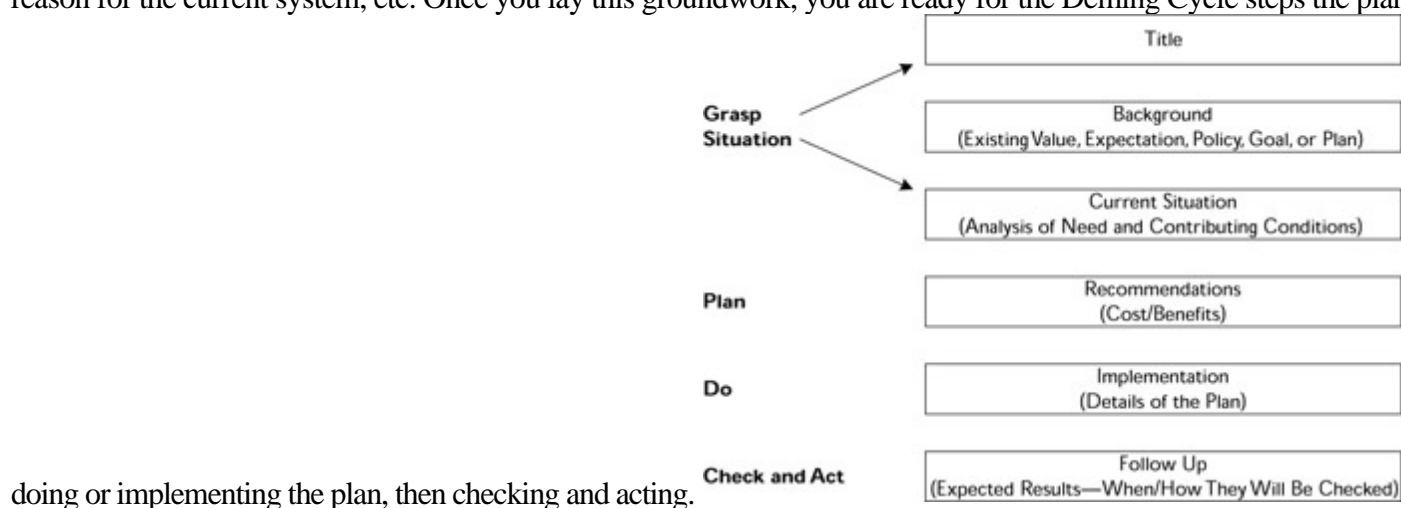 reason for the current system, etc. Once you lay this groundwork, you are ready for the Deming Cycle steps the plan
Title
Grasp
Situation
Background
(Existing Value, Expectation, Policy, Goal, or Plan)
Current Situation
(Analysis of Need and Contributing Conditions)
Plan
Recommendations
(Cost/Benefits)
Do
Implementation
(Details of the Plan)
Check and Act
Follow Up
(Expected Results—When/How They Will Be Checked)
doing or implementing the plan, then checking and acting.